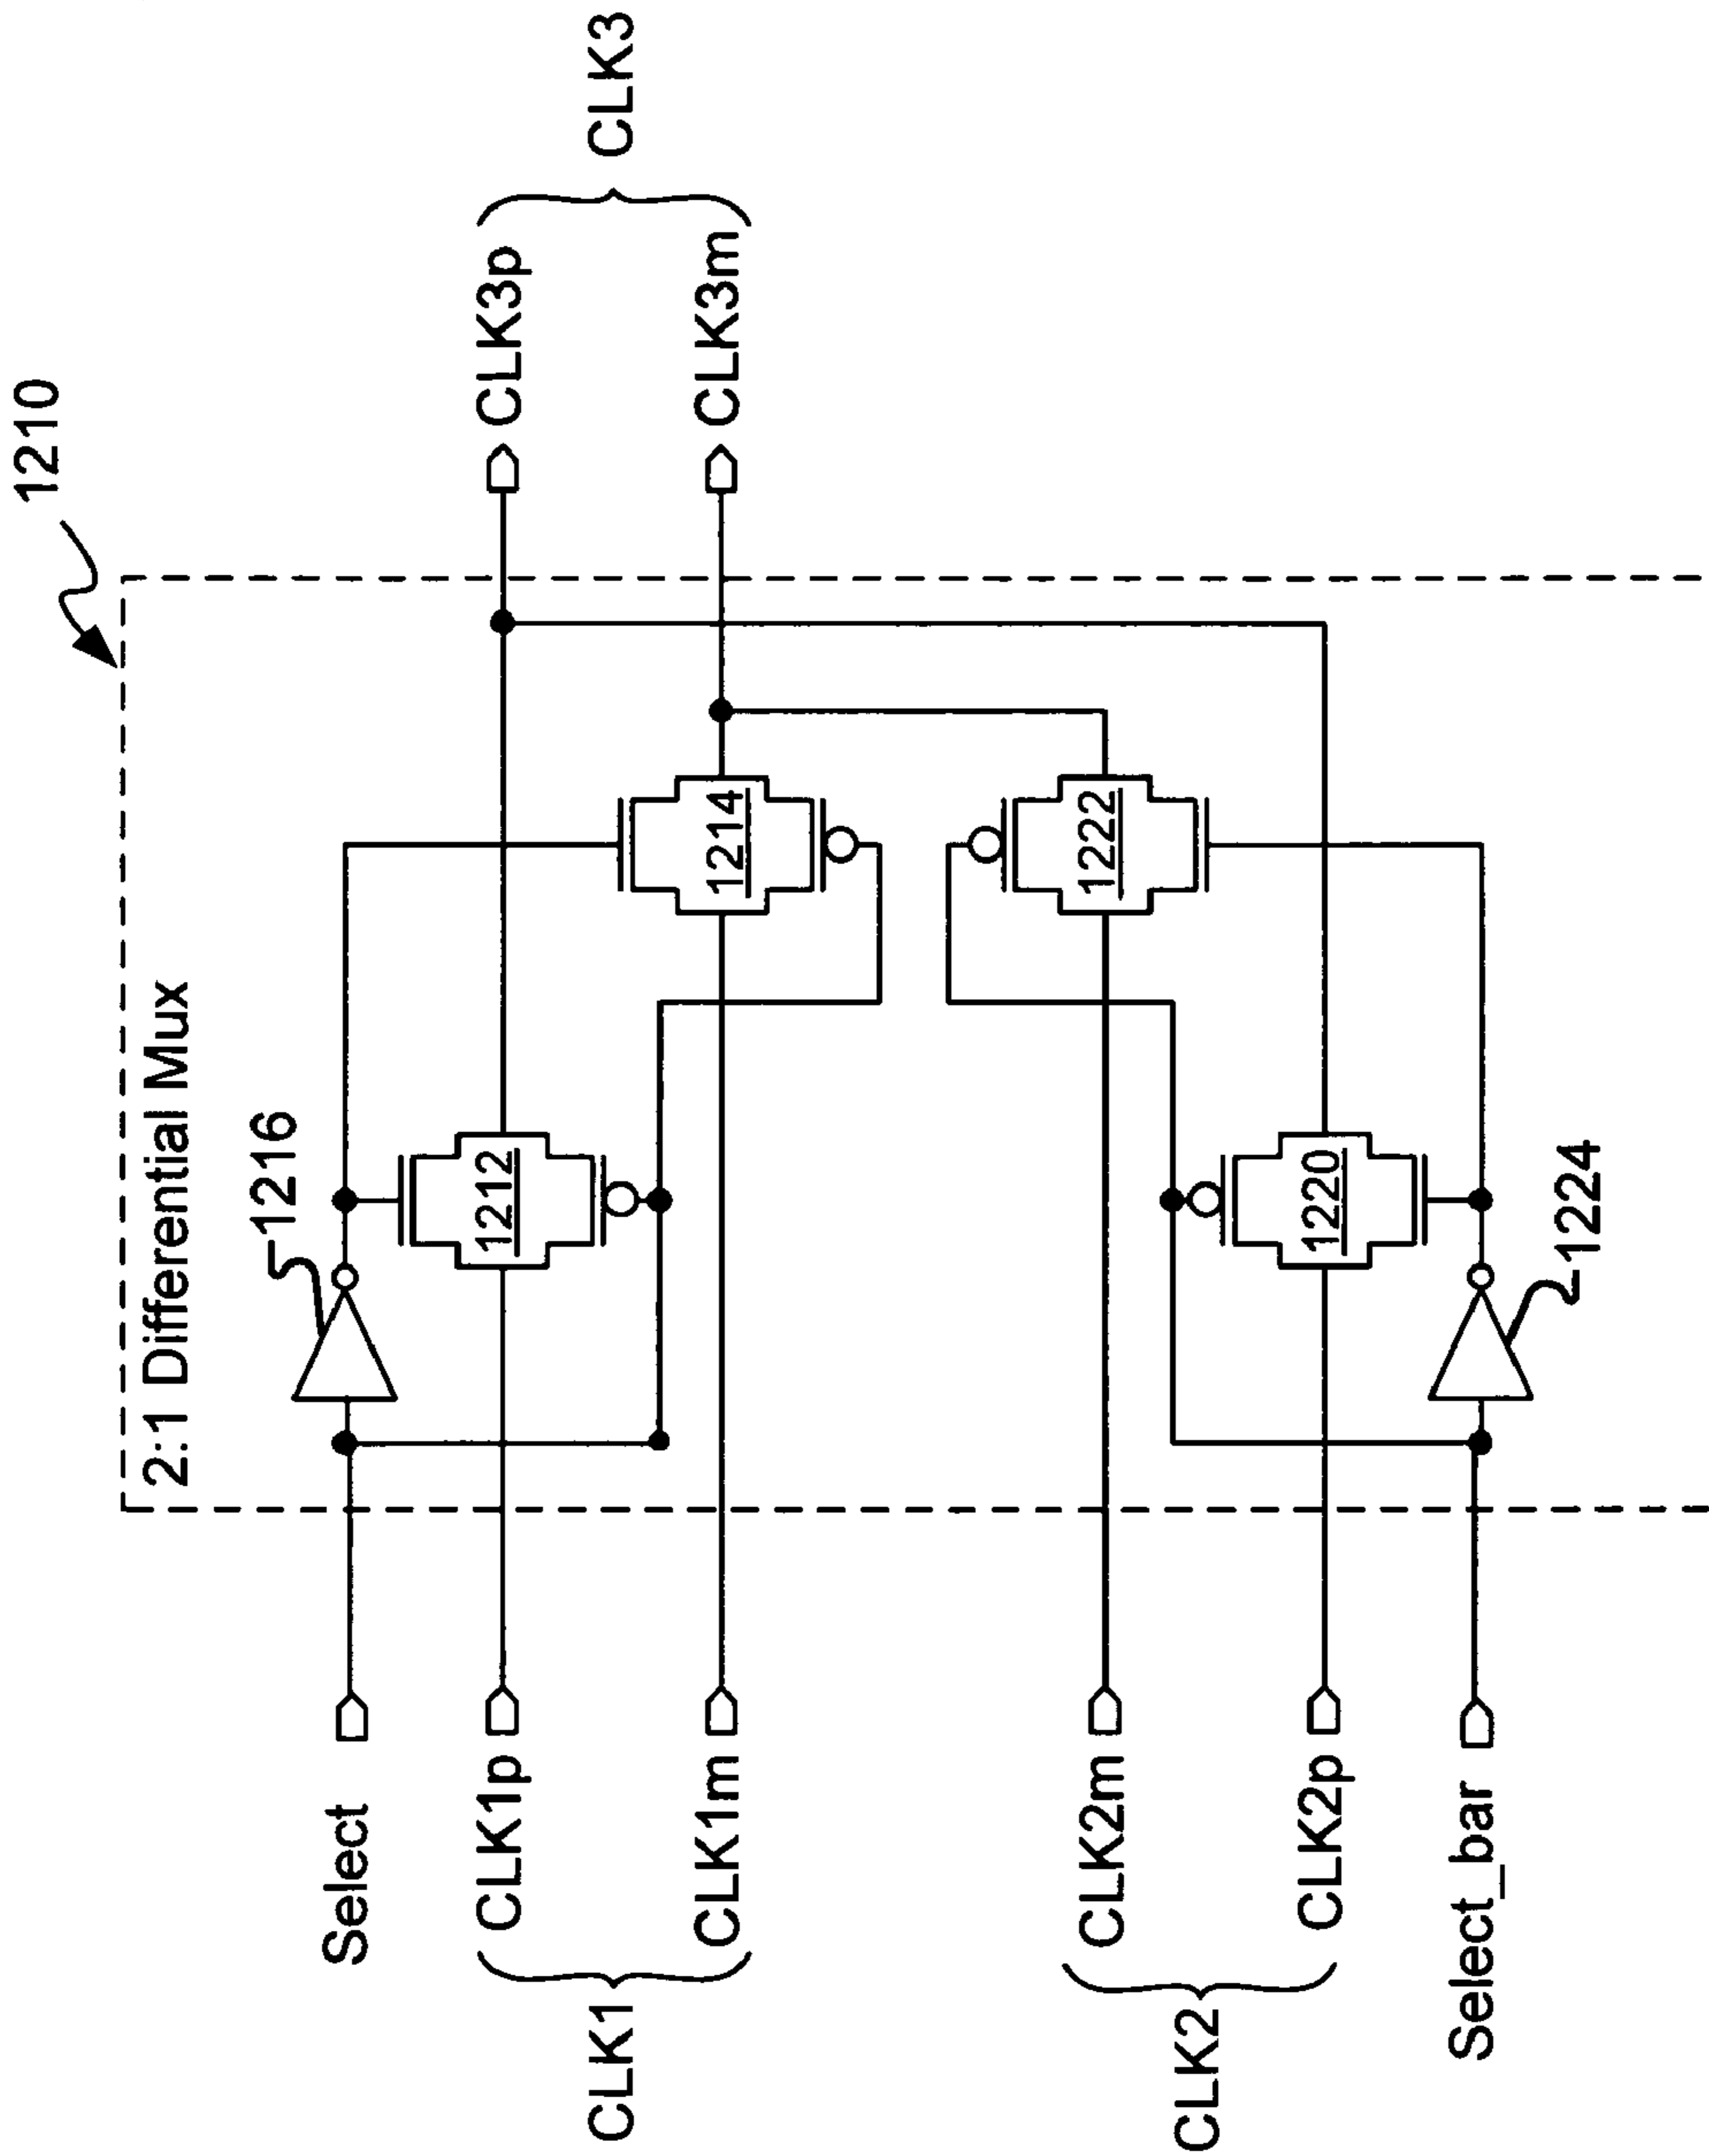 1210
2:1 Differential Mux
1216
Select
CLK1p
1212
CLK3p
CLK1
CLK3
CLK1m
1214
CLK3m
CLK2m
1222
CLK2
CLK2p
1220
Select_bar
1224